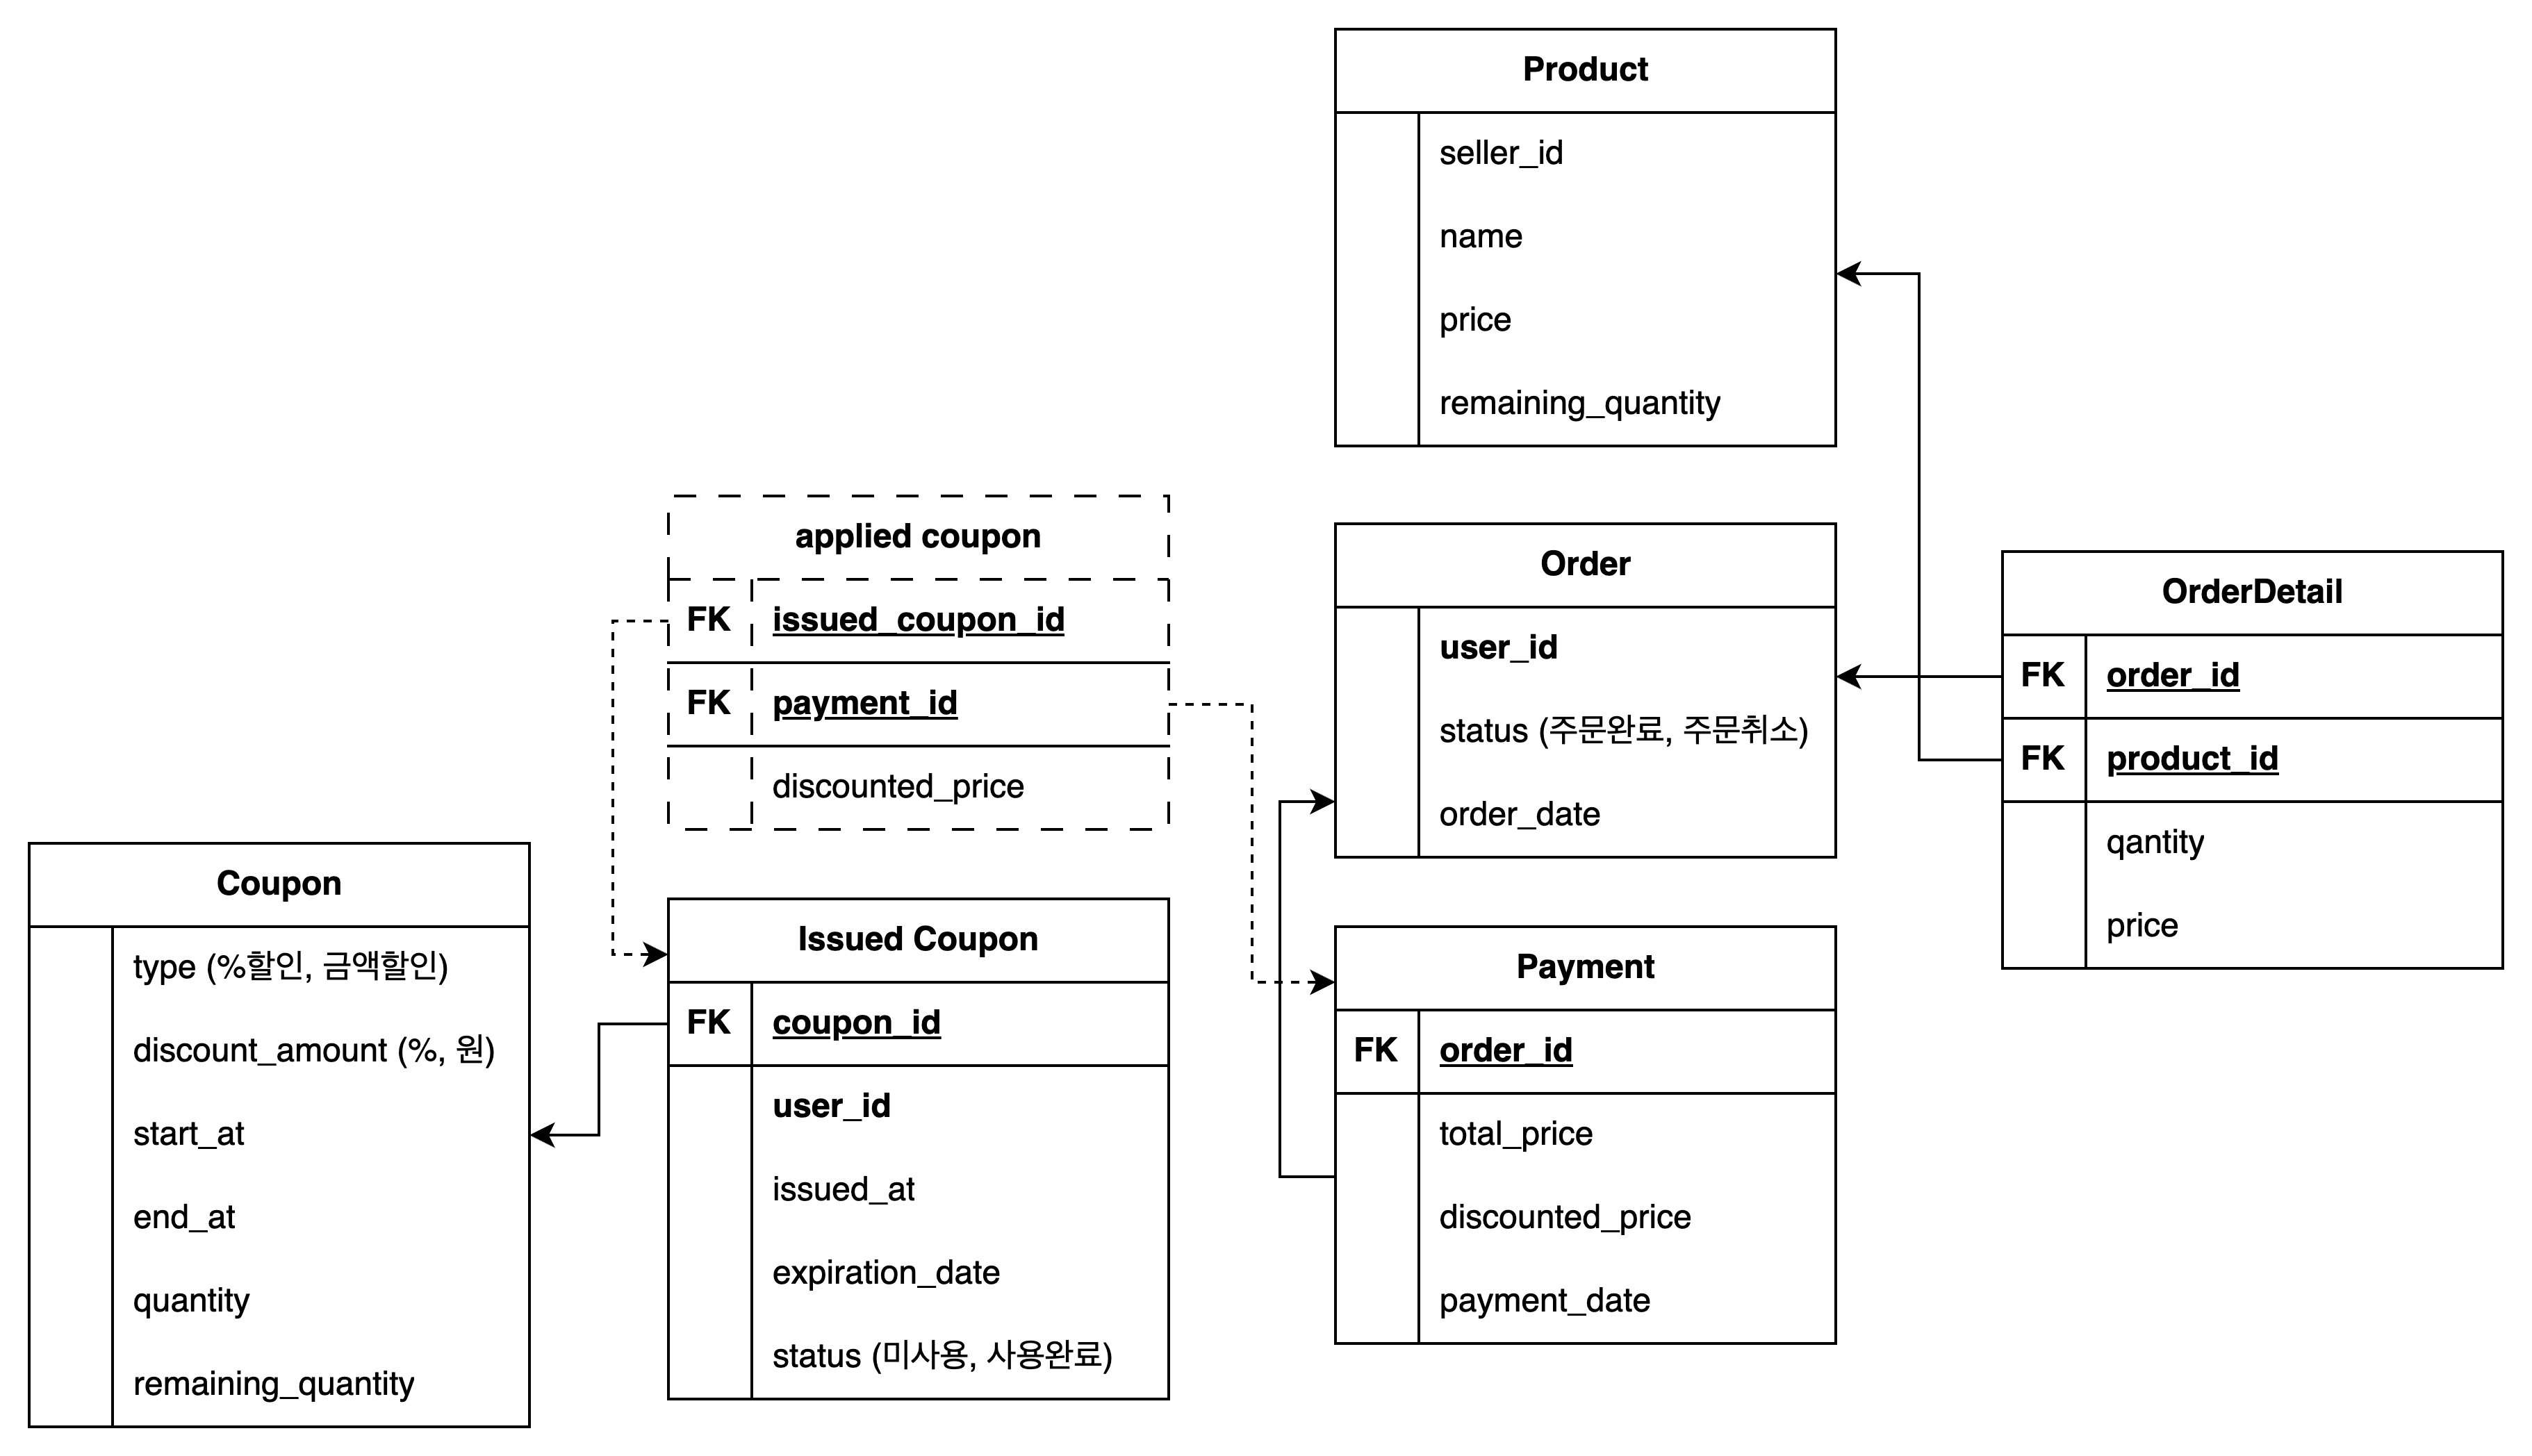 Product
seller_id
name
price
remaining_quantity
applied coupon
FK issued_coupon_id
FK payment_id
discounted_price
Order
user_id
status (주문완료, 주문취소)
order_date
OrderDetail
FK order_id
FK product_id
qantity
price
Coupon
type (%할인, 금액할인)
discount_amount (%, 원)
start_at
end_at
quantity
remaining_quantity
Issued Coupon
FK coupon_id
user_id
issued_at
expiration_date
status (미사용, 사용완료)
Payment
FK order_id
total_price
discounted_price
payment_date